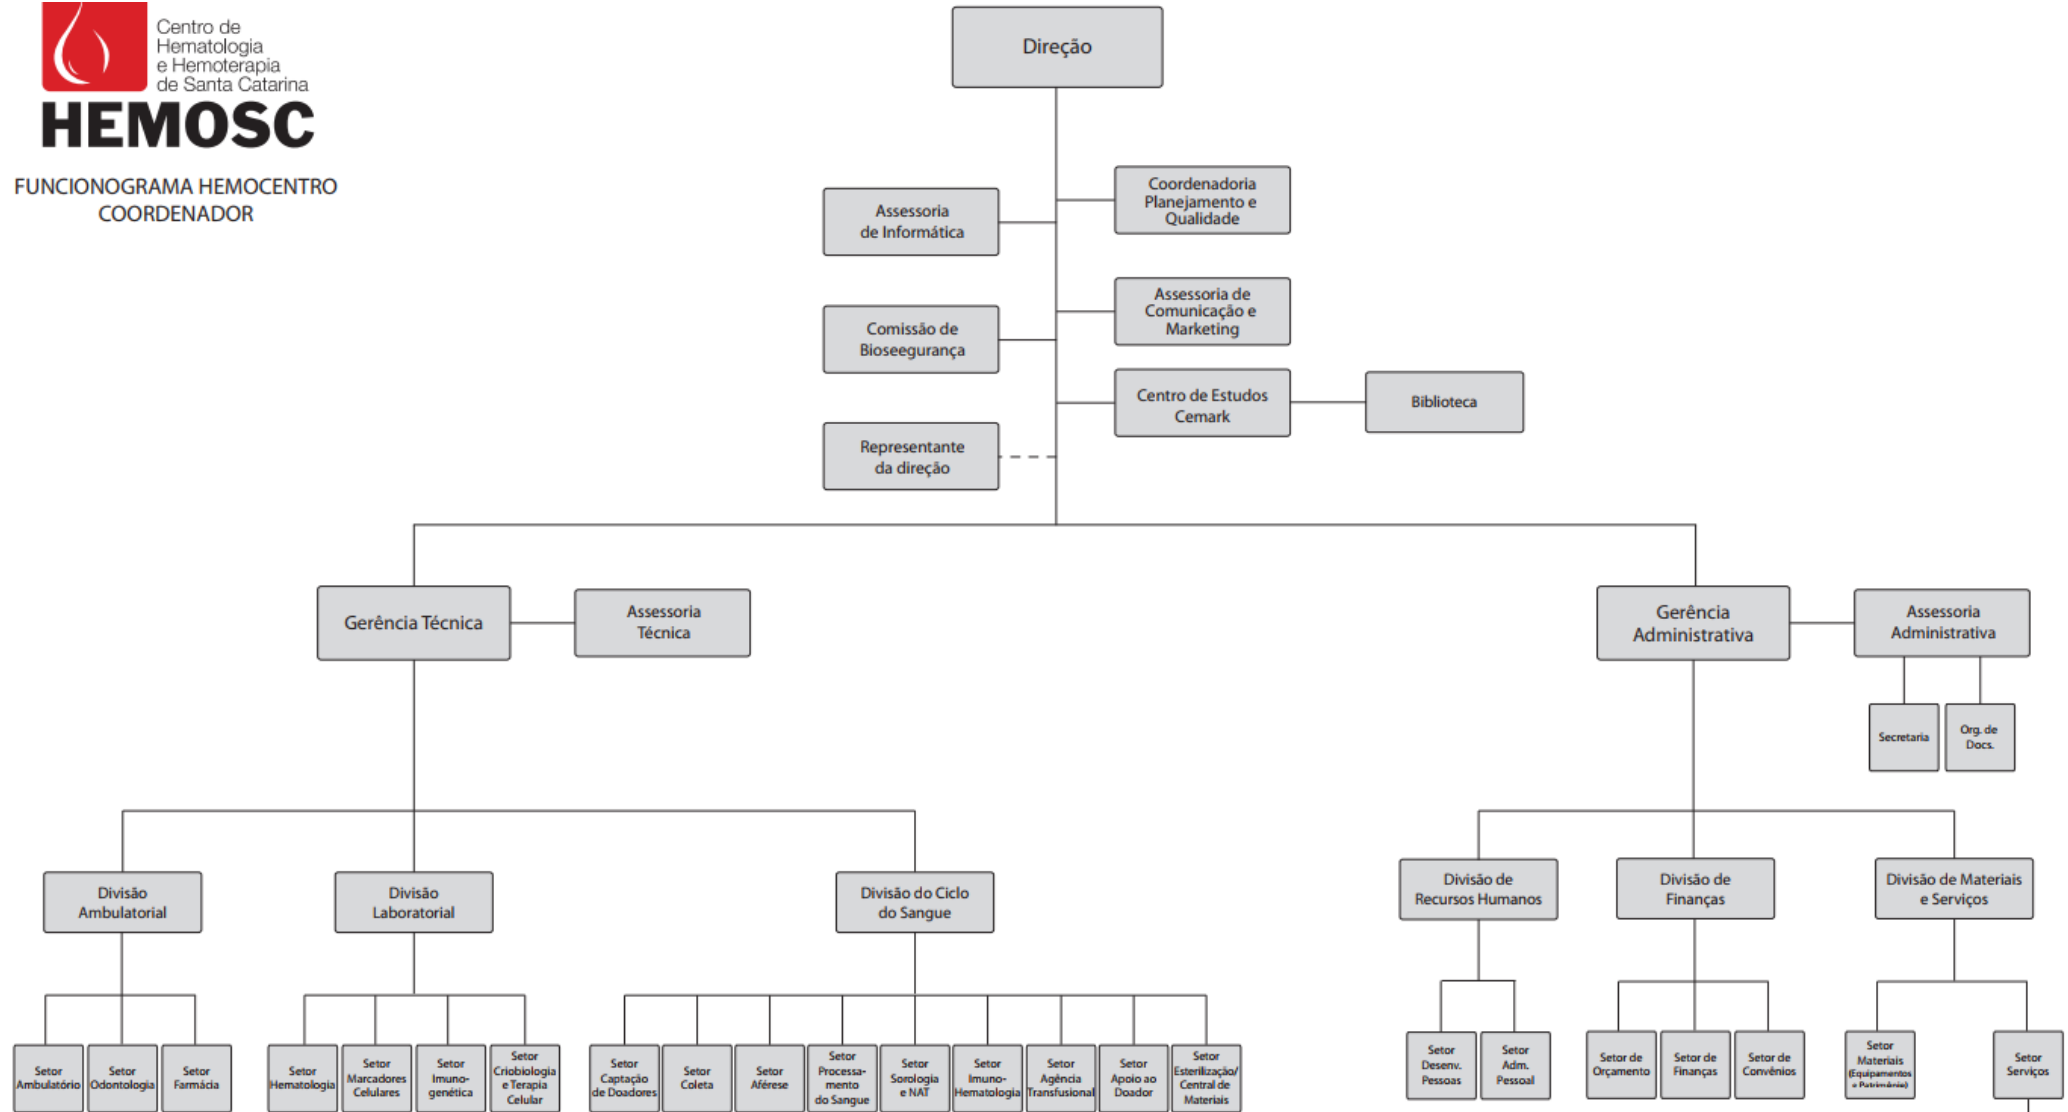 Centro de
Hematologia
e Hemoterapia
de Santa Catarina
HEMOSC
FUNCIONOGRAMA HEMOCENTRO
COORDENADOR
Direção
Coordenadoria
Planejamento e
Qualidade
Assessoria
de Informática
Assessoria de
Comunicação e
Marketing
Comissão de
Bioseegurança
Centro de Estudos
Cemark
Biblioteca
Representante
da direção
Gerência Técnica
Assessoria
Técnica
Gerência
Administrativa
Assessoria
Administrativa
Secretaria
Org. de
Docs.
Divisão
Ambulatorial
Divisão
Laboratorial
Divisão do Ciclo
do Sangue
Divisão de
Recursos Humanos
Divisão de
Finanças
Divisão de Materiais
e Serviços
Setor
Ambulatório
Setor
Odontologia
Setor
Farmácia
Setor
Hematologia
Setor
Marcadores
Celulares
Setor
Imuno-
genética
Setor
Criobiologia
e Terapia
Celular
Setor
Captação
de Doadores
Setor
Coleta
Setor
Aférese
Setor
Processa-
mento
do Sangue
Setor
Sorologia
e NAT
Setor
Imuno-
Hematologia
Setor
Agência
Transfusional
Setor
Apoio ao
Doador
Setor
Esterilização/
Central de
Materiais
Setor
Desenv.
Pessoas
Setor
Adm.
Pessoal
Setor de
Orçamento
Setor de
Finanças
Setor de
Convênios
Setor
Materiais
(Equipamentos
e Patrimônio)
Setor
Serviços